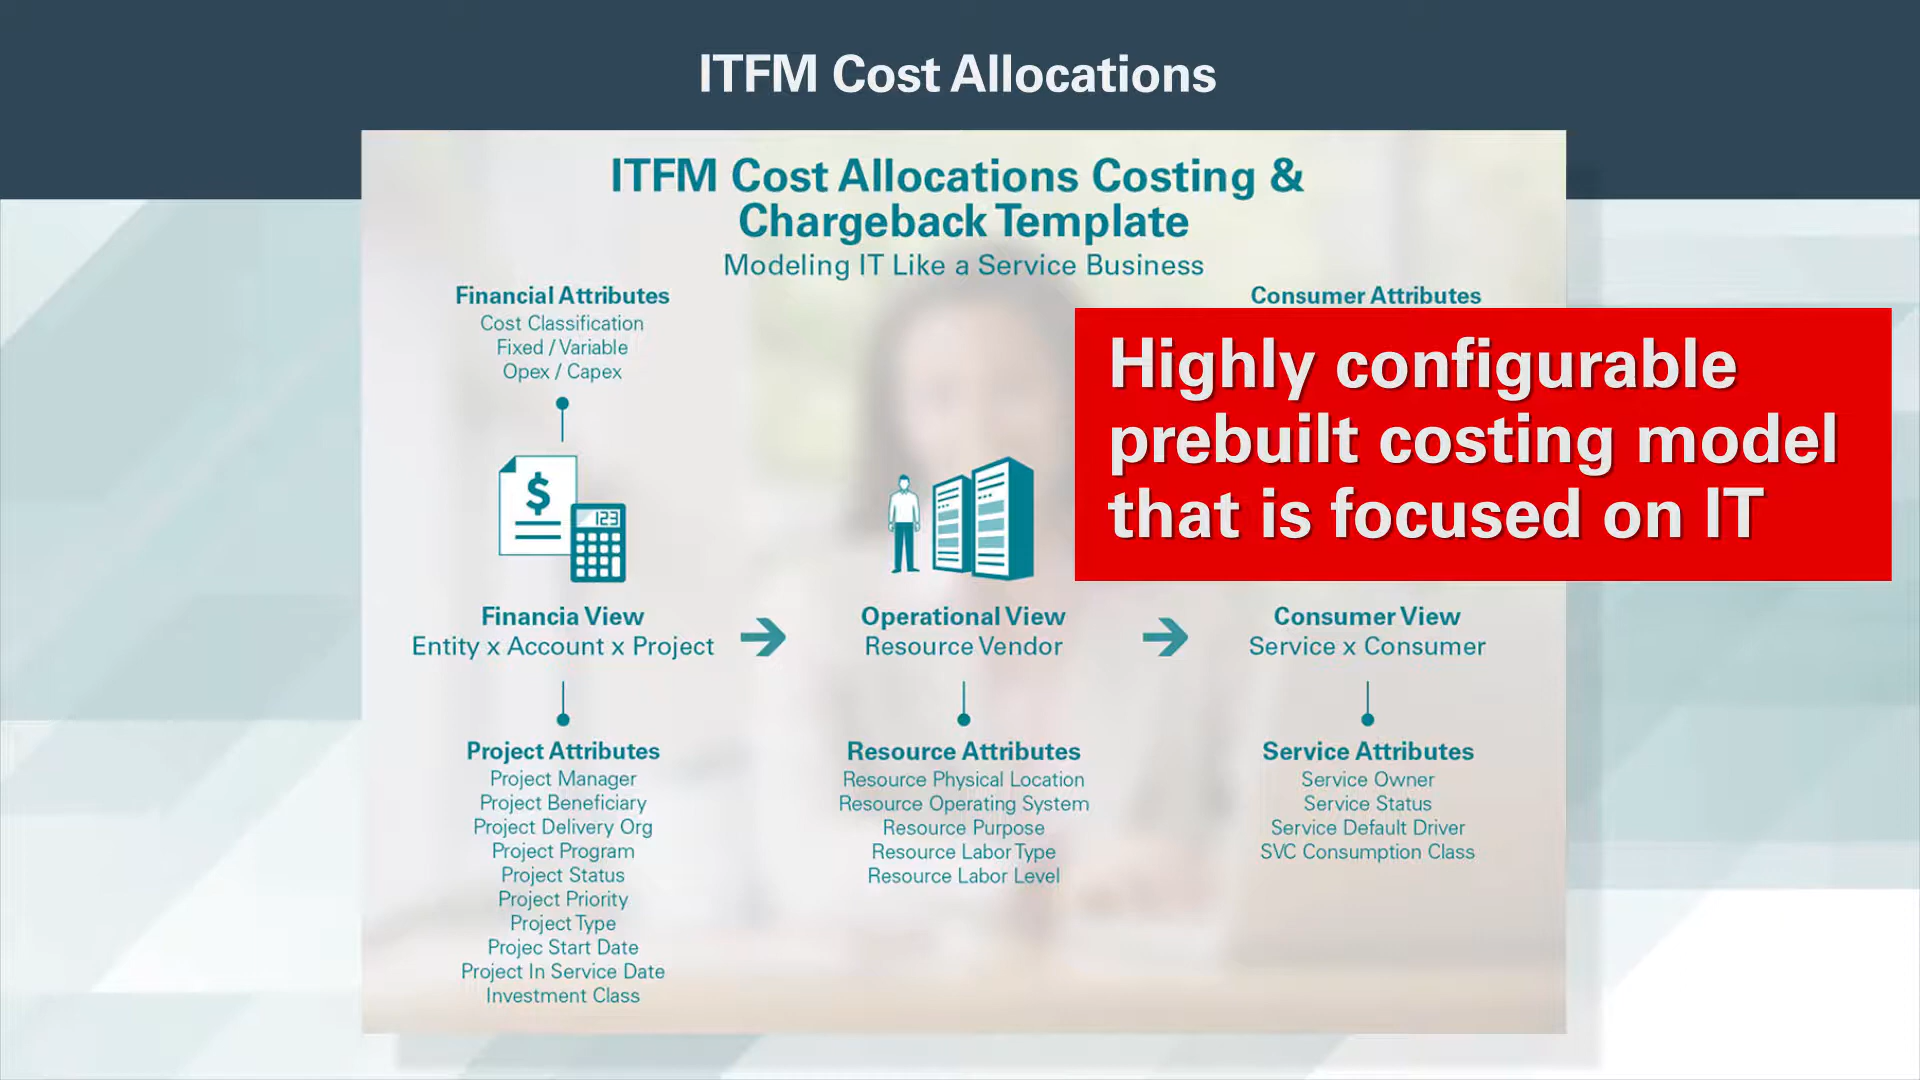 ITFM Cost Allocations
ITFM Cost Allocations Costing &
Chargeback Template
Modeling IT Like a Service Business
Financial Attributes
Cost Classification
Fixed / Variable
Opex / Capex
Consumer Attributes
Highly configurable
prebuilt costing model
that is focused on IT
$
123
Financia View
Entity x Account x Project
Operational View
Resource Vendor
Consumer View
Service x Consumer
Project Attributes
Project Manager
Project Beneficiary
Project Delivery Org
Project Program
Project Status
Project Priority
Project Type
Projec Start Date
Project In Service Date
Investment Class
Resource Attributes
Resource Physical Location
Resource Operating System
Resource Purpose
Resource Labor Type
Resource Labor Level
Service Attributes
Service Owner
Service Status
Service Default Driver
SVC Consumption Class